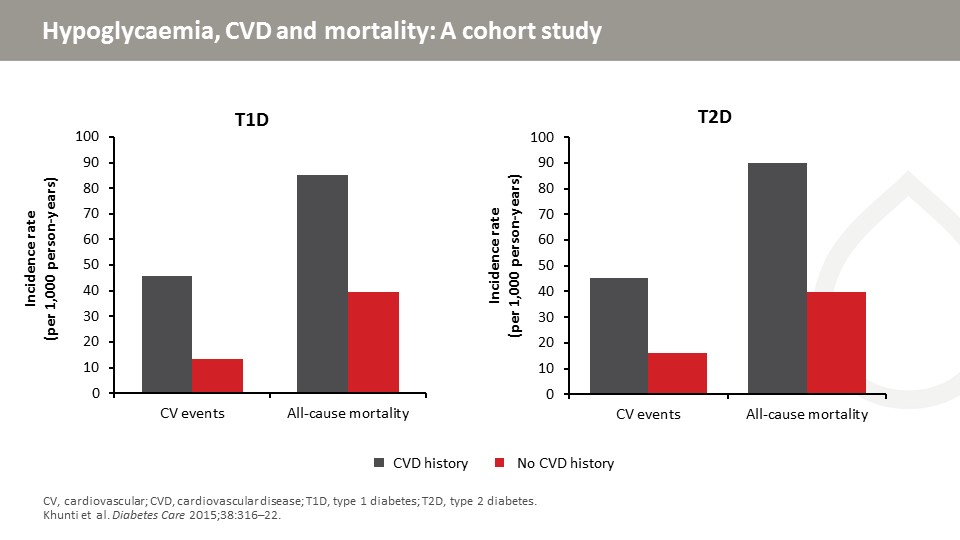 Hypoglycaemia, CVD and mortality: A cohort study
T1D
Incidence rate
(per 1,000 person-years)
100
90
80
70
60
50
40
30
20
10
0
CV events
All-cause mortality
T2D
Incidence rate
(per 1,000 person-years)
100
90
80
70
60
50
40
30
20
10
0
CV events
All-cause mortality
CVD history
No CVD history
CV, cardiovascular; CVD, cardiovascular disease; T1D, type 1 diabetes; T2D, type 2 diabetes.
Khunti et al. Diabetes Care 2015;38:316–22.